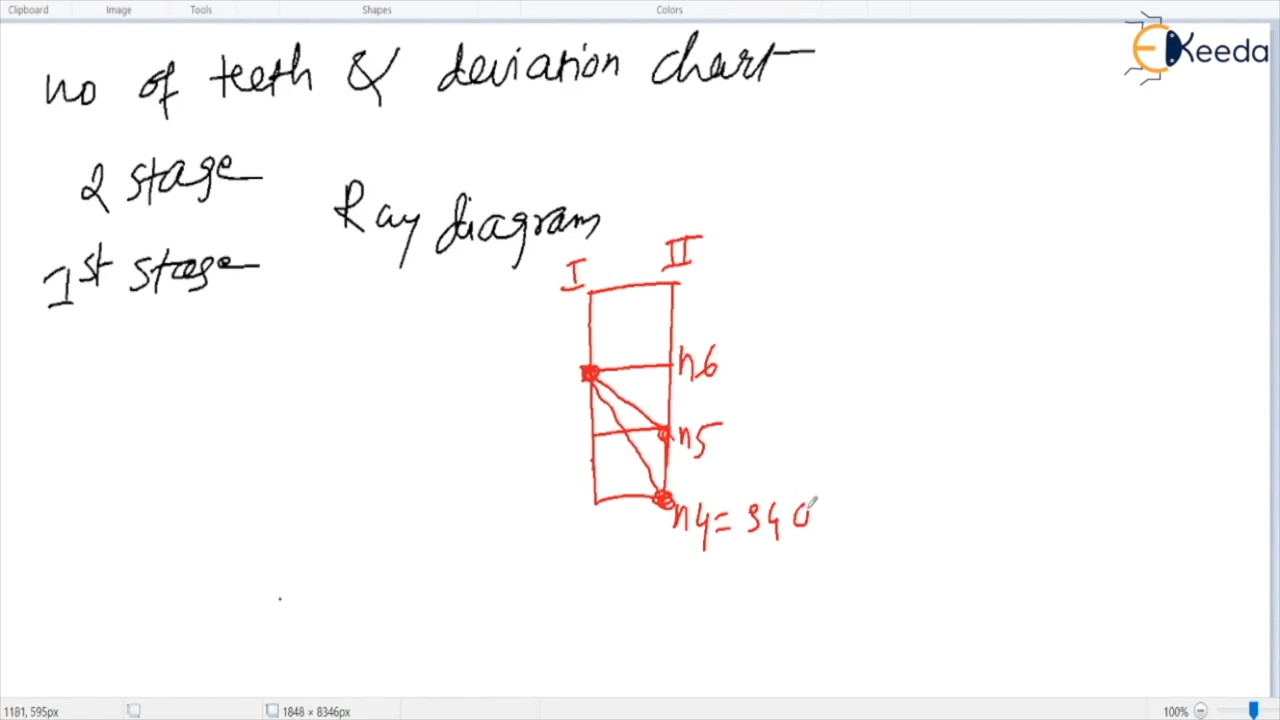 Clipboard Image Tools Shapes Colors
EKeeda
no of teeth & deviation chart
2 stage
Ray diagram
1st stage
I II
n6
n5
n4 = 340
1181, 595px 1848 × 8346px 100%